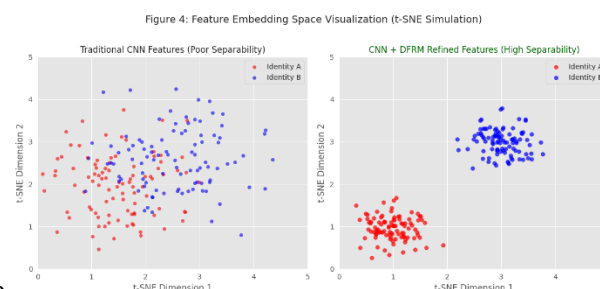 Figure 4: Feature Embedding Space Visualization (t-SNE Simulation)
Traditional CNN Features (Poor Separability)
Identity A
Identity B
t-SNE Dimension 2
5
4
3
2
1
0
0 1 2 3 4 5
t-SNE Dimension 1
CNN + DFRM Refined Features (High Separability)
Identity
Identity
t-SNE Dimension 2
5
4
3
2
1
0
0 1 2 3 4
t-SNE Dimension 1